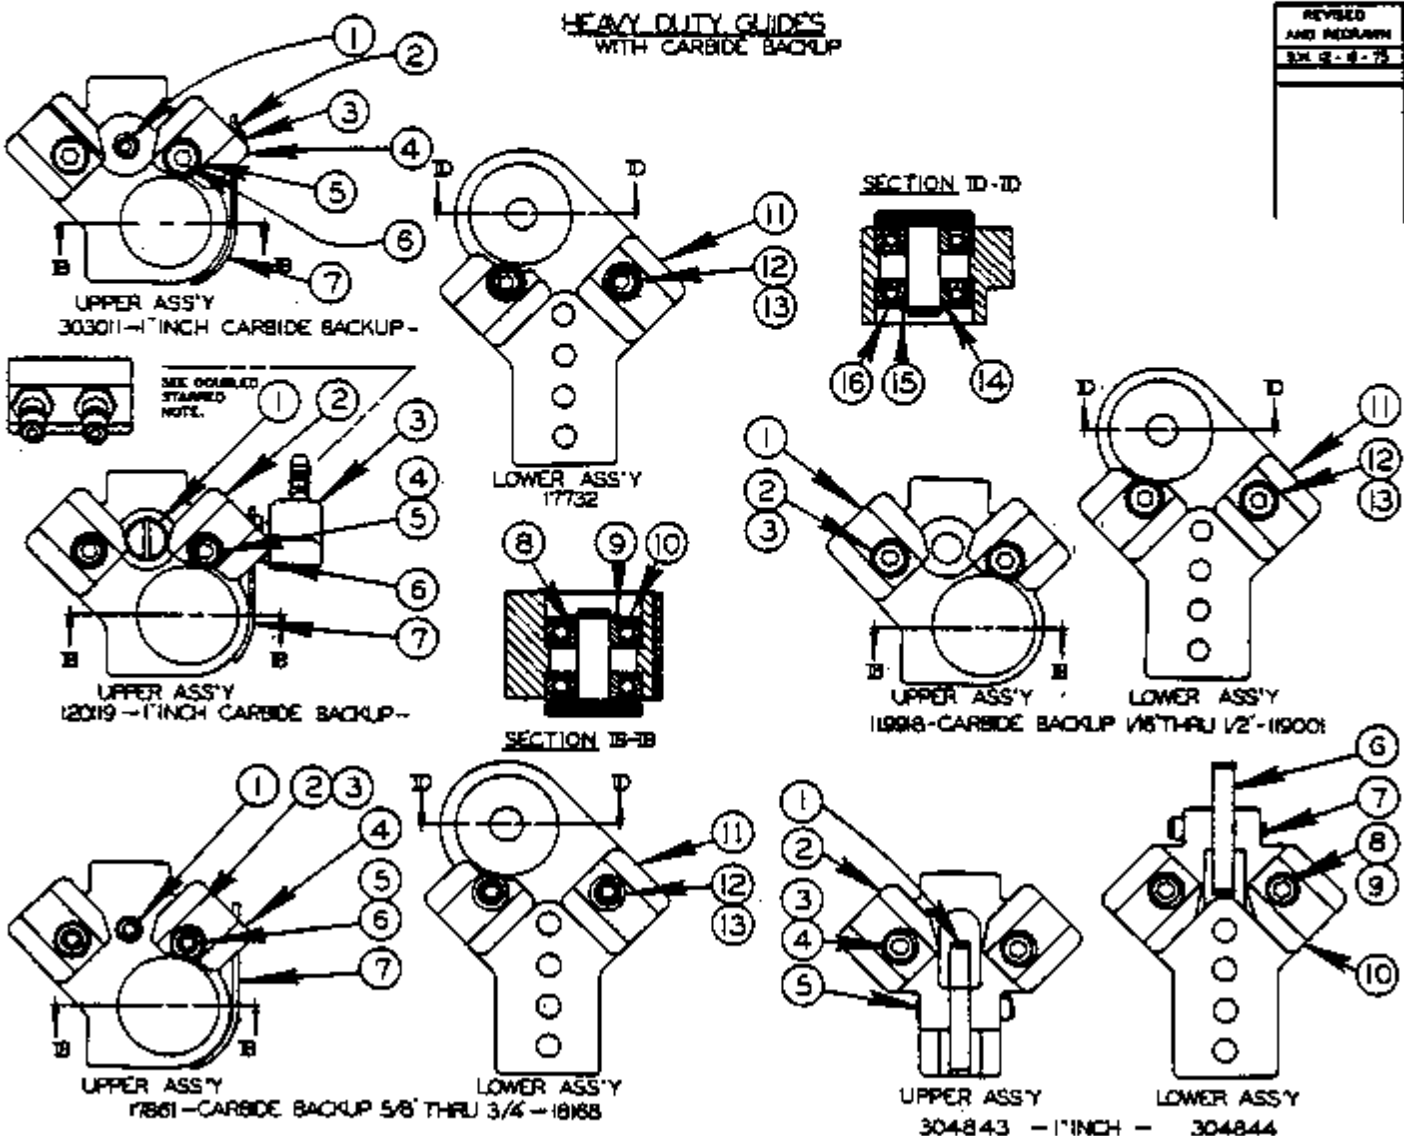 HEAVY DUTY GUIDES
WITH CARBIDE BACKUP
REVISED
AND REDRAWN
1
2
3
4
5
6
7
B B
UPPER ASS'Y
303011-1" INCH CARBIDE BACKUP-
D D
11
12
13
LOWER ASS'Y
17732
SECTION D-D
16
15
14
SEE DOUBLED
STARRED
NOTE.
1
2
3
4
5
6
7
B B
UPPER ASS'Y
120119-1" INCH CARBIDE BACKUP-
8
9
10
SECTION B-B
1
2
3
B B
UPPER ASS'Y
D D
11
12
13
LOWER ASS'Y
119918-CARBIDE BACKUP 1/16" THRU 1/2"-119001
1
2
3
4
5
6
7
B B
UPPER ASS'Y
D D
11
12
13
LOWER ASS'Y
17861-CARBIDE BACKUP 5/8" THRU 3/4"-18168
1
2
3
4
5
UPPER ASS'Y
6
7
8
9
10
LOWER ASS'Y
304843 - 1" INCH - 304844